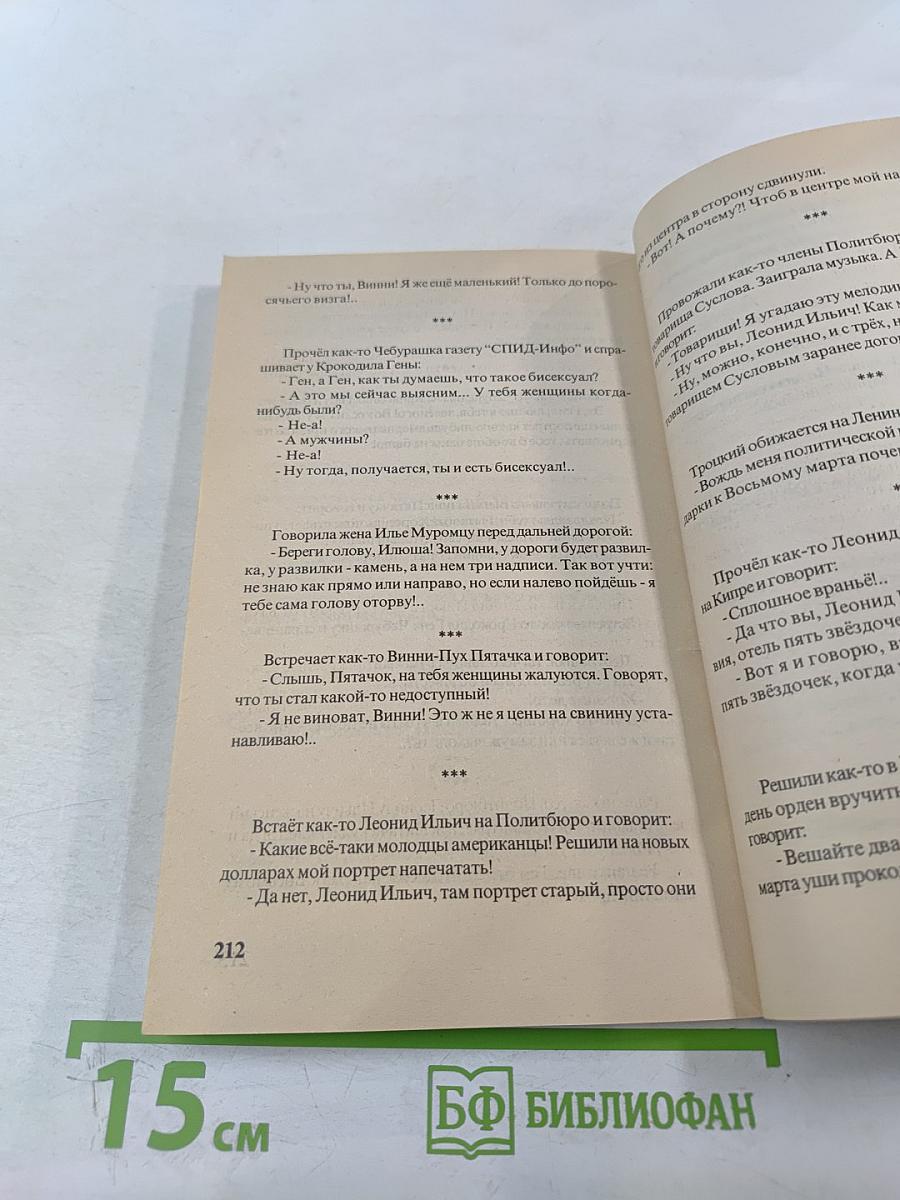 - Ну что ты, Винни! Я же ещё маленький! Только до поро-
сячьего визга!..
***
Прочёл как-то Чебурашка газету “СПИД-Инфо” и спра-
шивает у Крокодила Гены:
- Ген, а Ген, как ты думаешь, что такое бисексуал?
- А это мы сейчас выясним... У тебя женщины когда-
нибудь были?
- Не-а!
- А мужчины?
- Не-а!
- Ну тогда, получается, ты и есть бисексуал!..
***
Говорила жена Илье Муромцу перед дальней дорогой:
- Береги голову, Илюша! Запомни, у дороги будет развил-
ка, у развилки - камень, а на нем три надписи. Так вот учти:
не знаю как прямо или направо, но если налево пойдёшь - я
тебе сама голову оторву!..
***
Встречает как-то Винни-Пух Пятачка и говорит:
- Слышь, Пятачок, на тебя женщины жалуются. Говорят,
что ты стал какой-то недоступный!
- Я не виноват, Винни! Это ж не я цены на свинину уста-
навливаю!..
***
Встаёт как-то Леонид Ильич на Политбюро и говорит:
- Какие всё-таки молодцы американцы! Решили на новых
долларах мой портрет напечатать!
- Да нет, Леонид Ильич, там портрет старый, просто они
212
из центра в сторону сдвинули.
- Вот! А почему?! Чтоб в центре мой на
***
Провожали как-то члены Политбюр
товарища Суслова. Заиграла музыка. А
говорит:
- Товарищи! Я угадаю эту мелоди
- Ну что вы, Леонид Ильич! Как м
- Ну, можно, конечно, и с трёх, н
товарищем Сусловым заранее догов
***
Троцкий обижается на Ленин
- Вождь меня политической
дарки к Восьмому марта поче
*
Прочёл как-то Леонид
на Кипре и говорит:
- Сплошное враньё!..
- Да что вы, Леонид
вия, отель пять звёздоче
- Вот я и говорю, в
пять звёздочек, когда
Решили как-то в
день орден вручить
говорит:
- Вешайте два
марта уши проко
15 см
БФ БИБЛИОФАН